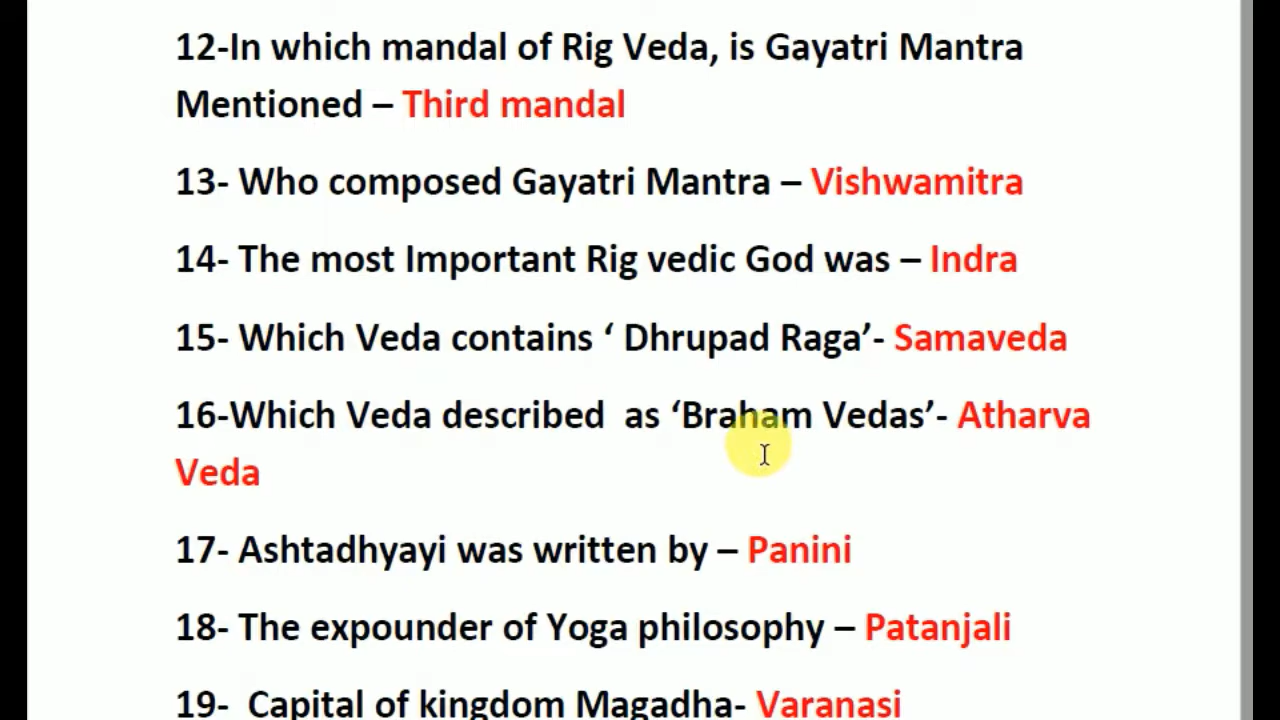 12-In which mandal of Rig Veda, is Gayatri Mantra
Mentioned – Third mandal
13- Who composed Gayatri Mantra – Vishwamitra
14- The most Important Rig vedic God was – Indra
15- Which Veda contains ‘ Dhrupad Raga’- Samaveda
16-Which Veda described  as ‘Braham Vedas’- Atharva
Veda
17- Ashtadhyayi was written by – Panini
18- The expounder of Yoga philosophy – Patanjali
19-  Capital of kingdom Magadha- Varanasi